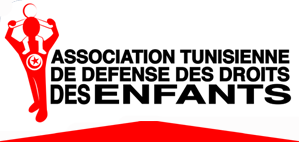 ASSOCIATION TUNISIENNE
DE DEFENSE DES DROITS
DES ENFANTS